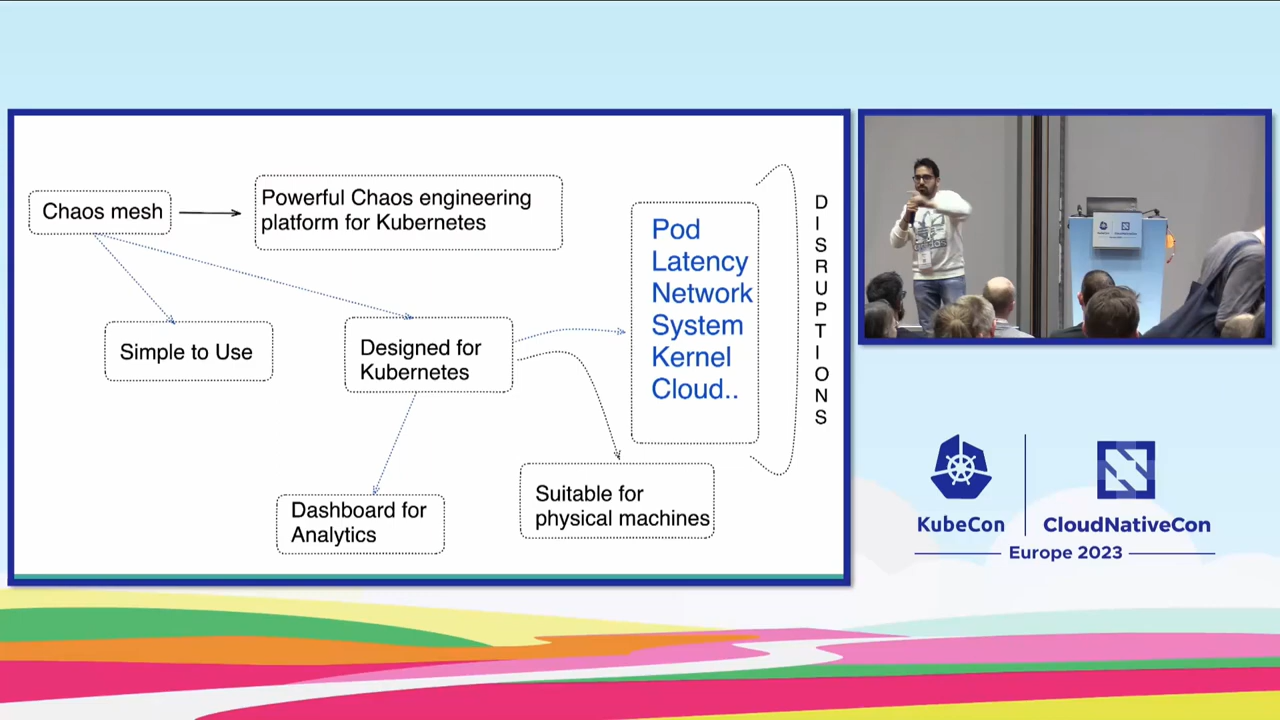 Chaos mesh
Powerful Chaos engineering
platform for Kubernetes
Simple to Use
Designed for
Kubernetes
Dashboard for
Analytics
Suitable for
physical machines
Pod
Latency
Network
System
Kernel
Cloud..
DISRUPTIONS
KubeCon
CloudNativeCon
Europe 2023